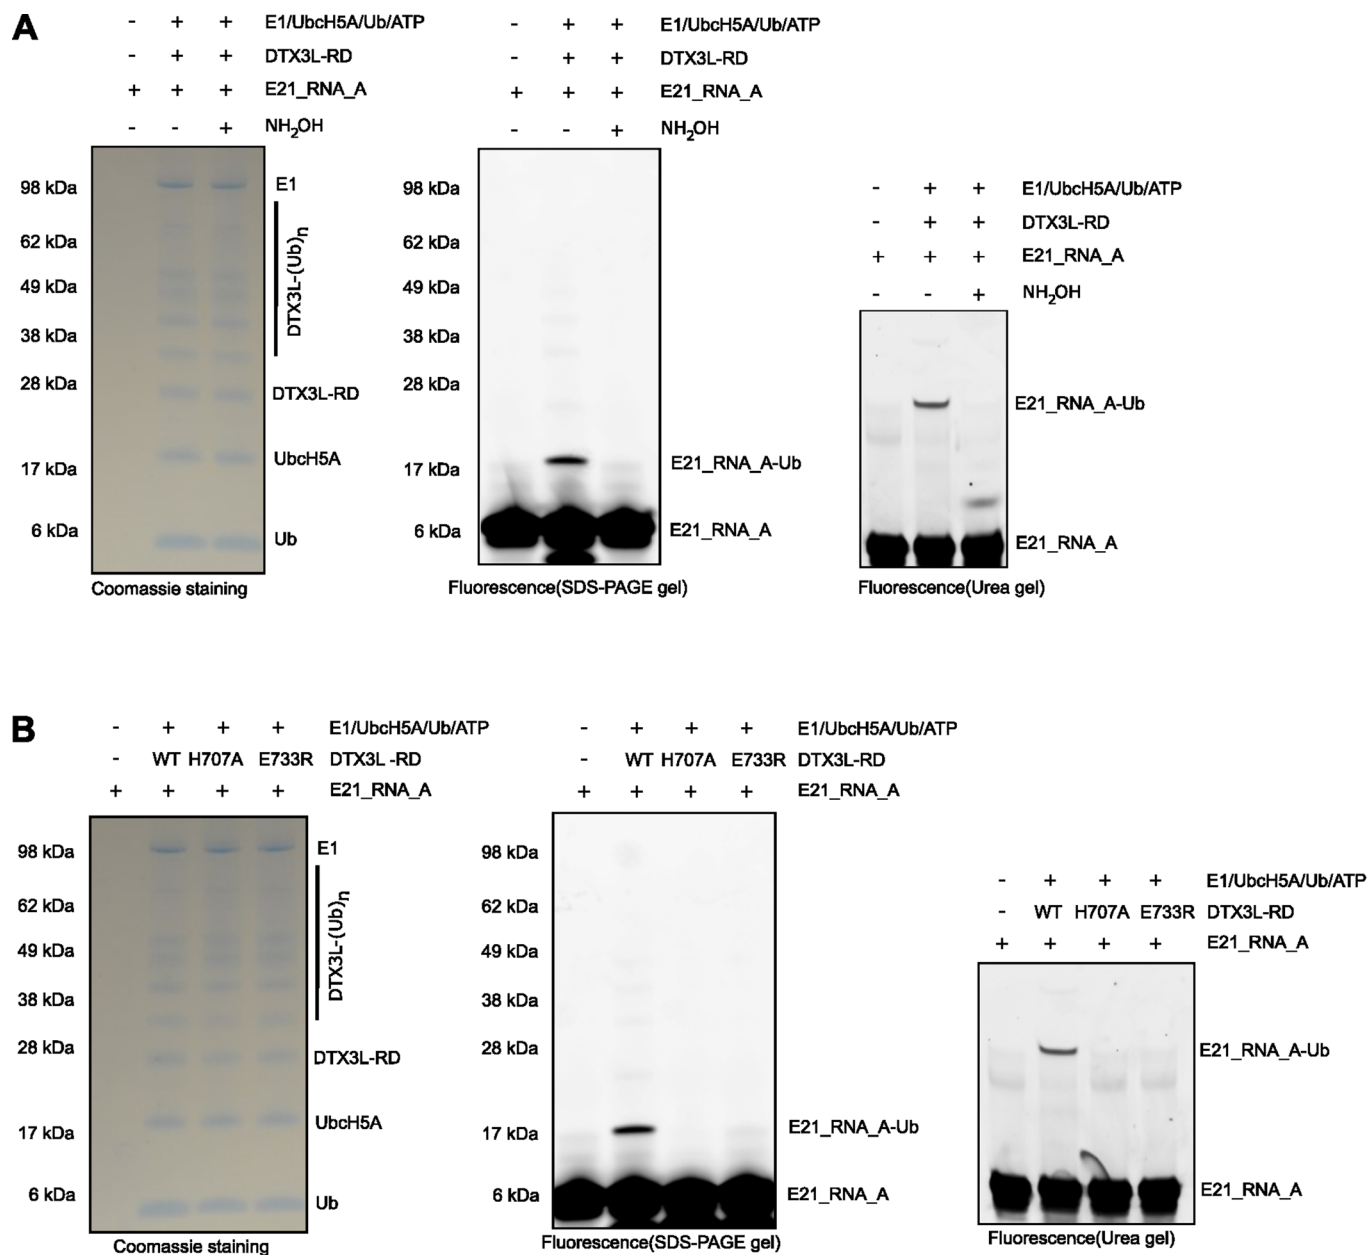 A
- + + E1/UbcH5A/Ub/ATP
- + + DTX3L-RD
+ + + E21_RNA_A
- - + NH2OH
98 kDa
62 kDa
49 kDa
38 kDa
28 kDa
17 kDa
6 kDa
E1
DTX3L-(Ub)n
DTX3L-RD
UbcH5A
Ub
Coomassie staining
- + + E1/UbcH5A/Ub/ATP
- + + DTX3L-RD
+ + + E21_RNA_A
- - + NH2OH
98 kDa
62 kDa
49 kDa
38 kDa
28 kDa
17 kDa
6 kDa
E21_RNA_A-Ub
E21_RNA_A
Fluorescence(SDS-PAGE gel)
- + + E1/UbcH5A/Ub/ATP
- + + DTX3L-RD
+ + + E21_RNA_A
- - + NH2OH
E21_RNA_A-Ub
E21_RNA_A
Fluorescence(Urea gel)
B
- + + + E1/UbcH5A/Ub/ATP
- WT H707A E733R DTX3L -RD
+ + + + E21_RNA_A
98 kDa
62 kDa
49 kDa
38 kDa
28 kDa
17 kDa
6 kDa
E1
DTX3L-(Ub)n
DTX3L-RD
UbcH5A
Ub
Coomassie staining
- + + + E1/UbcH5A/Ub/ATP
- WT H707A E733R DTX3L-RD
+ + + + E21_RNA_A
98 kDa
62 kDa
49 kDa
38 kDa
28 kDa
17 kDa
6 kDa
E21_RNA_A-Ub
E21_RNA_A
Fluorescence(SDS-PAGE gel)
- + + + E1/UbcH5A/Ub/ATP
- WT H707A E733R DTX3L-RD
+ + + + E21_RNA_A
E21_RNA_A-Ub
E21_RNA_A
Fluorescence(Urea gel)